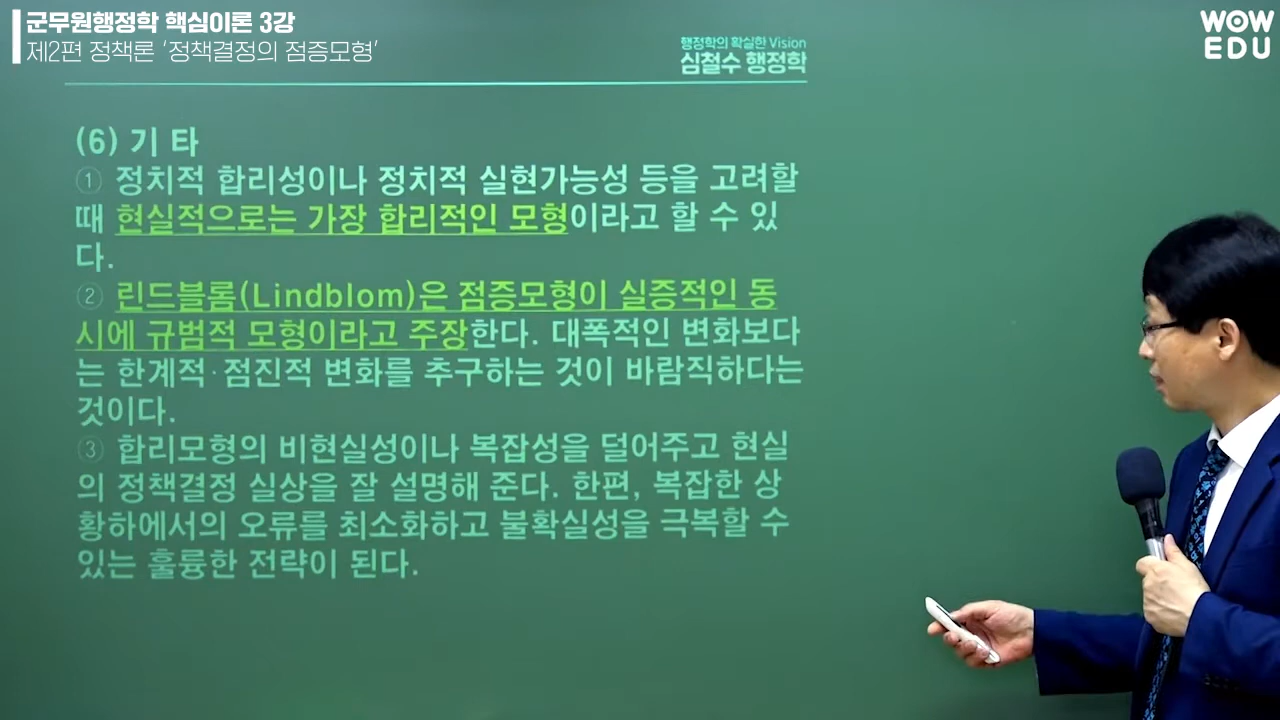 군무원행정학 핵심이론 3강
제2편 정책론 ‘정책결정의 점증모형’
행정학의 확실한 Vision
심철수 행정학
WOW
EDU
(6) 기 타
① 정치적 합리성이나 정치적 실현가능성 등을 고려할
때 현실적으로는 가장 합리적인 모형이라고 할 수 있
다.
② 린드블롬(Lindblom)은 점증모형이 실증적인 동
시에 규범적 모형이라고 주장한다. 대폭적인 변화보다
는 한계적·점진적 변화를 추구하는 것이 바람직하다는
것이다.
③ 합리모형의 비현실성이나 복잡성을 덜어주고 현실
의 정책결정 실상을 잘 설명해 준다. 한편, 복잡한 상
황하에서의 오류를 최소화하고 불확실성을 극복할 수
있는 훌륭한 전략이 된다.